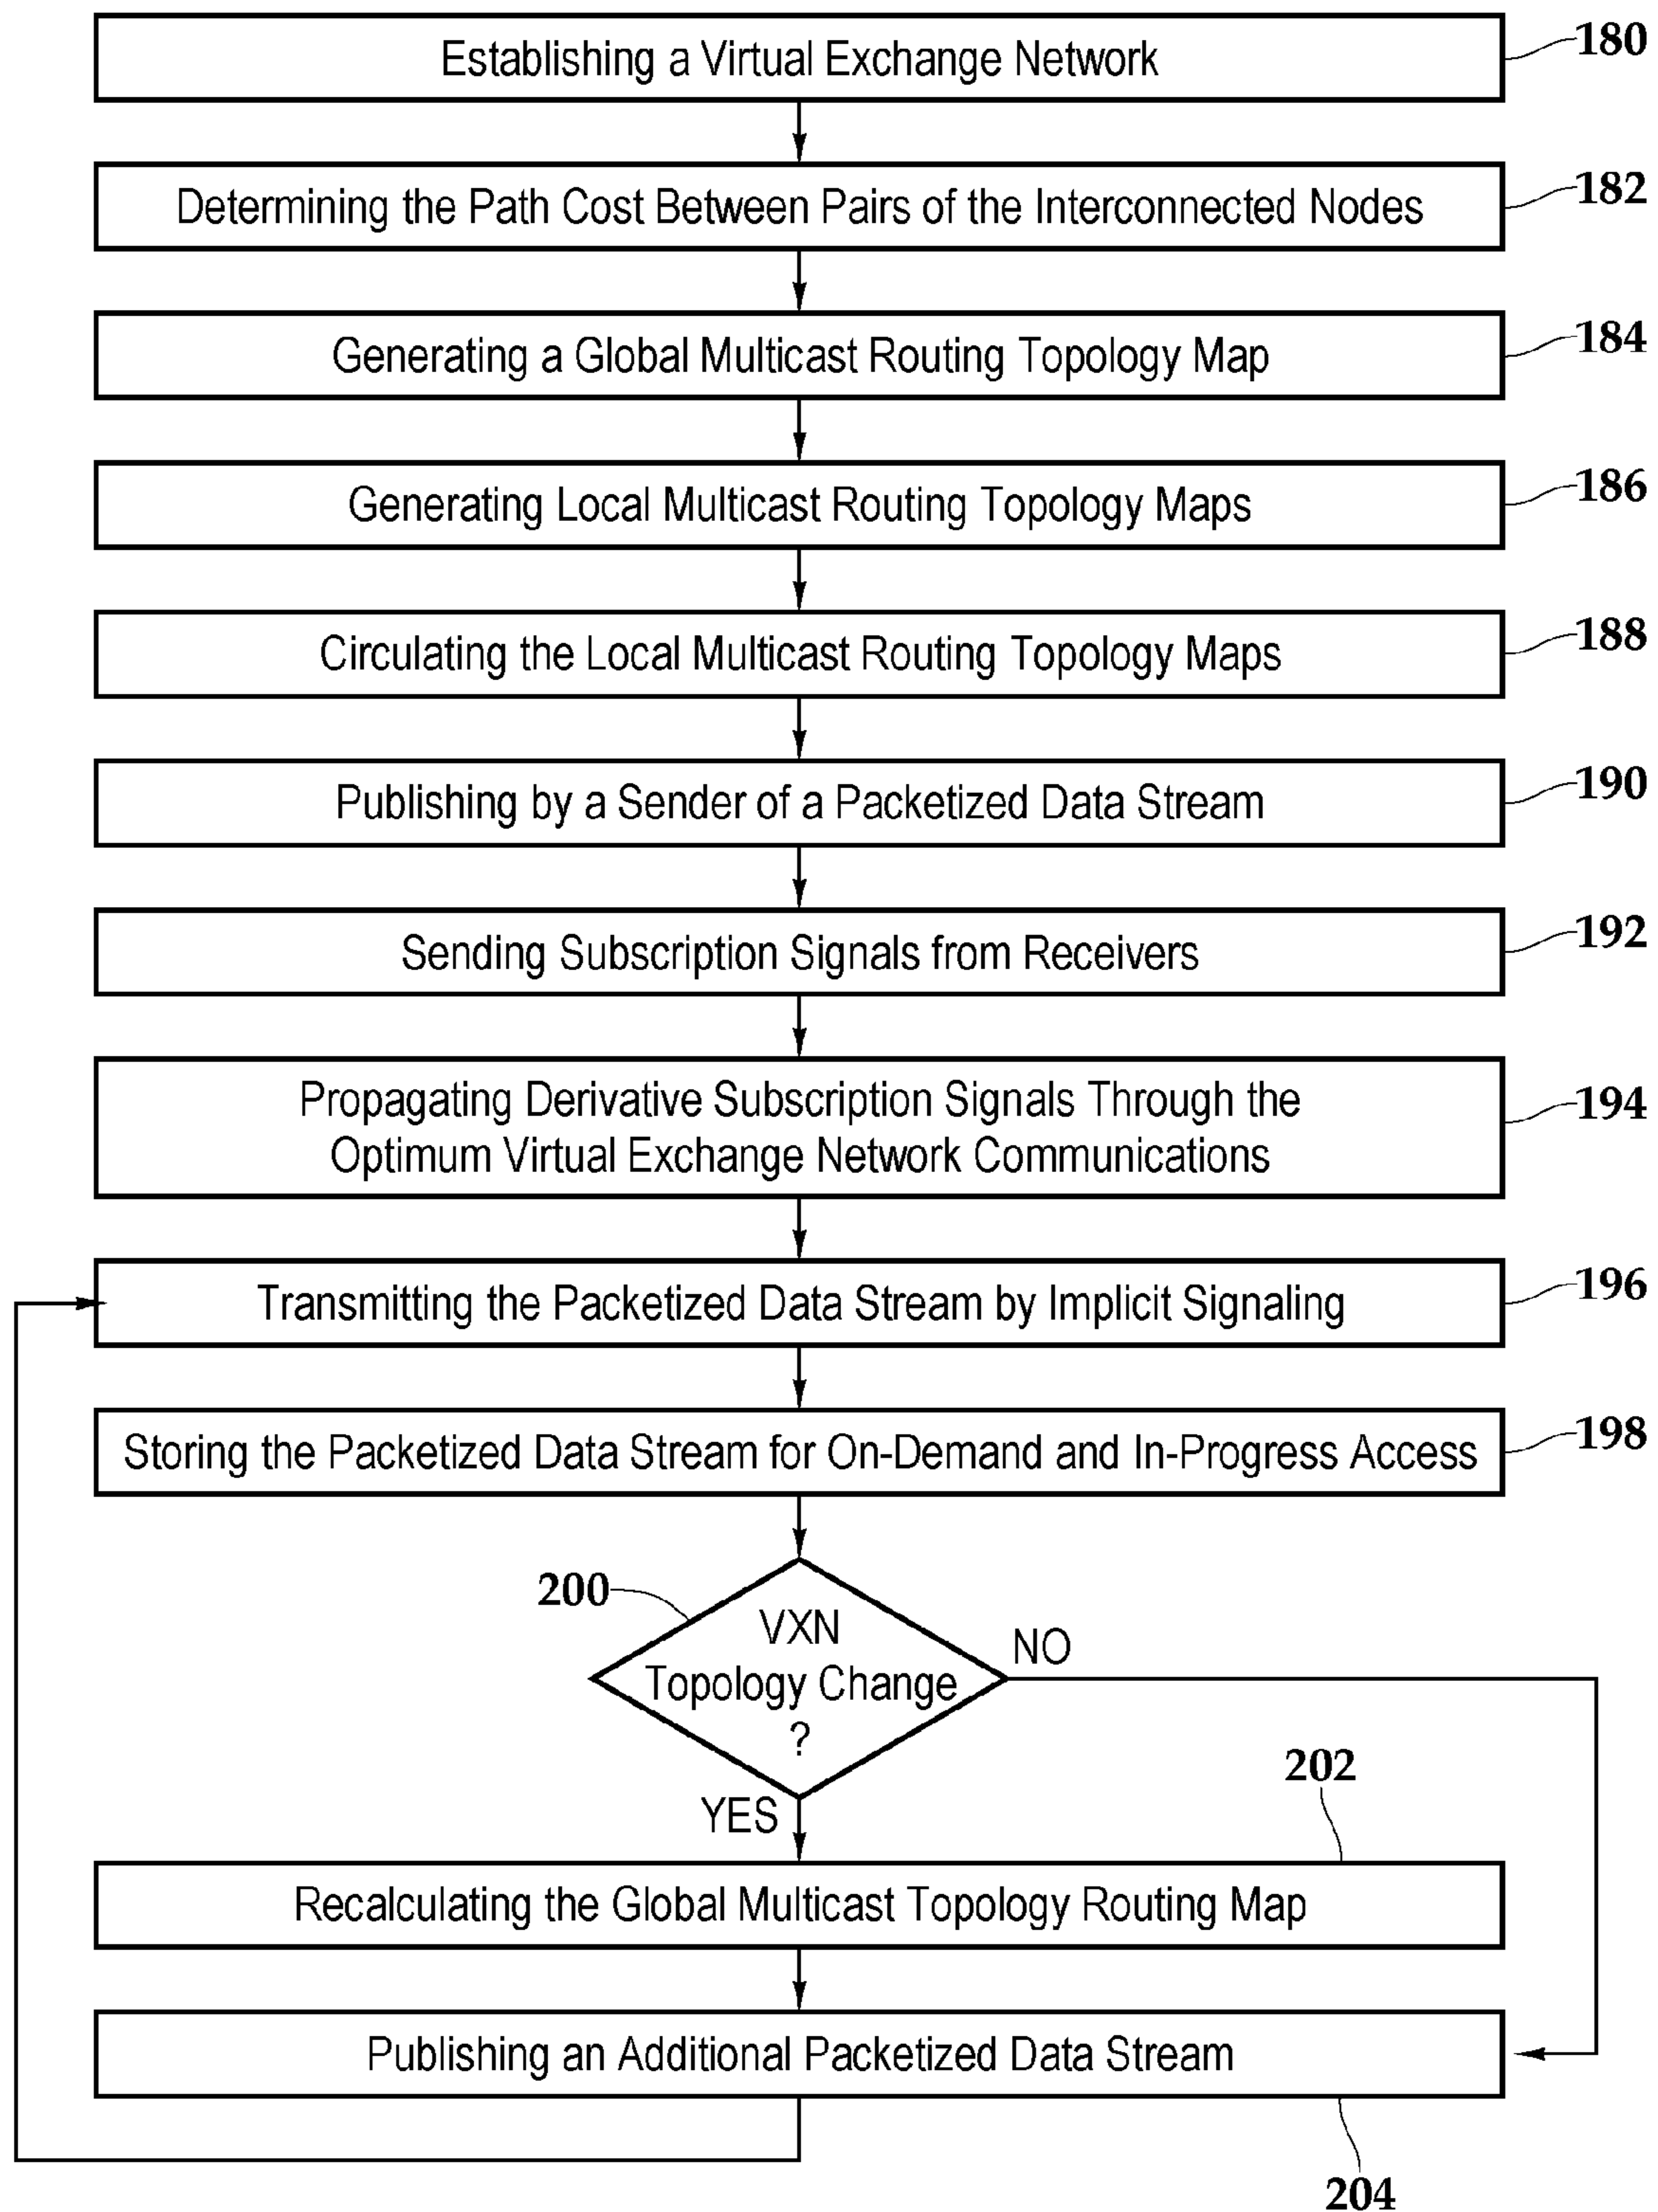 Establishing a Virtual Exchange Network
180
Determining the Path Cost Between Pairs of the Interconnected Nodes
182
Generating a Global Multicast Routing Topology Map
184
Generating Local Multicast Routing Topology Maps
186
Circulating the Local Multicast Routing Topology Maps
188
Publishing by a Sender of a Packetized Data Stream
190
Sending Subscription Signals from Receivers
192
Propagating Derivative Subscription Signals Through the
Optimum Virtual Exchange Network Communications
194
Transmitting the Packetized Data Stream by Implicit Signaling
196
Storing the Packetized Data Stream for On-Demand and In-Progress Access
198
200
VXN
Topology Change
?
NO
YES
202
Recalculating the Global Multicast Topology Routing Map
Publishing an Additional Packetized Data Stream
204